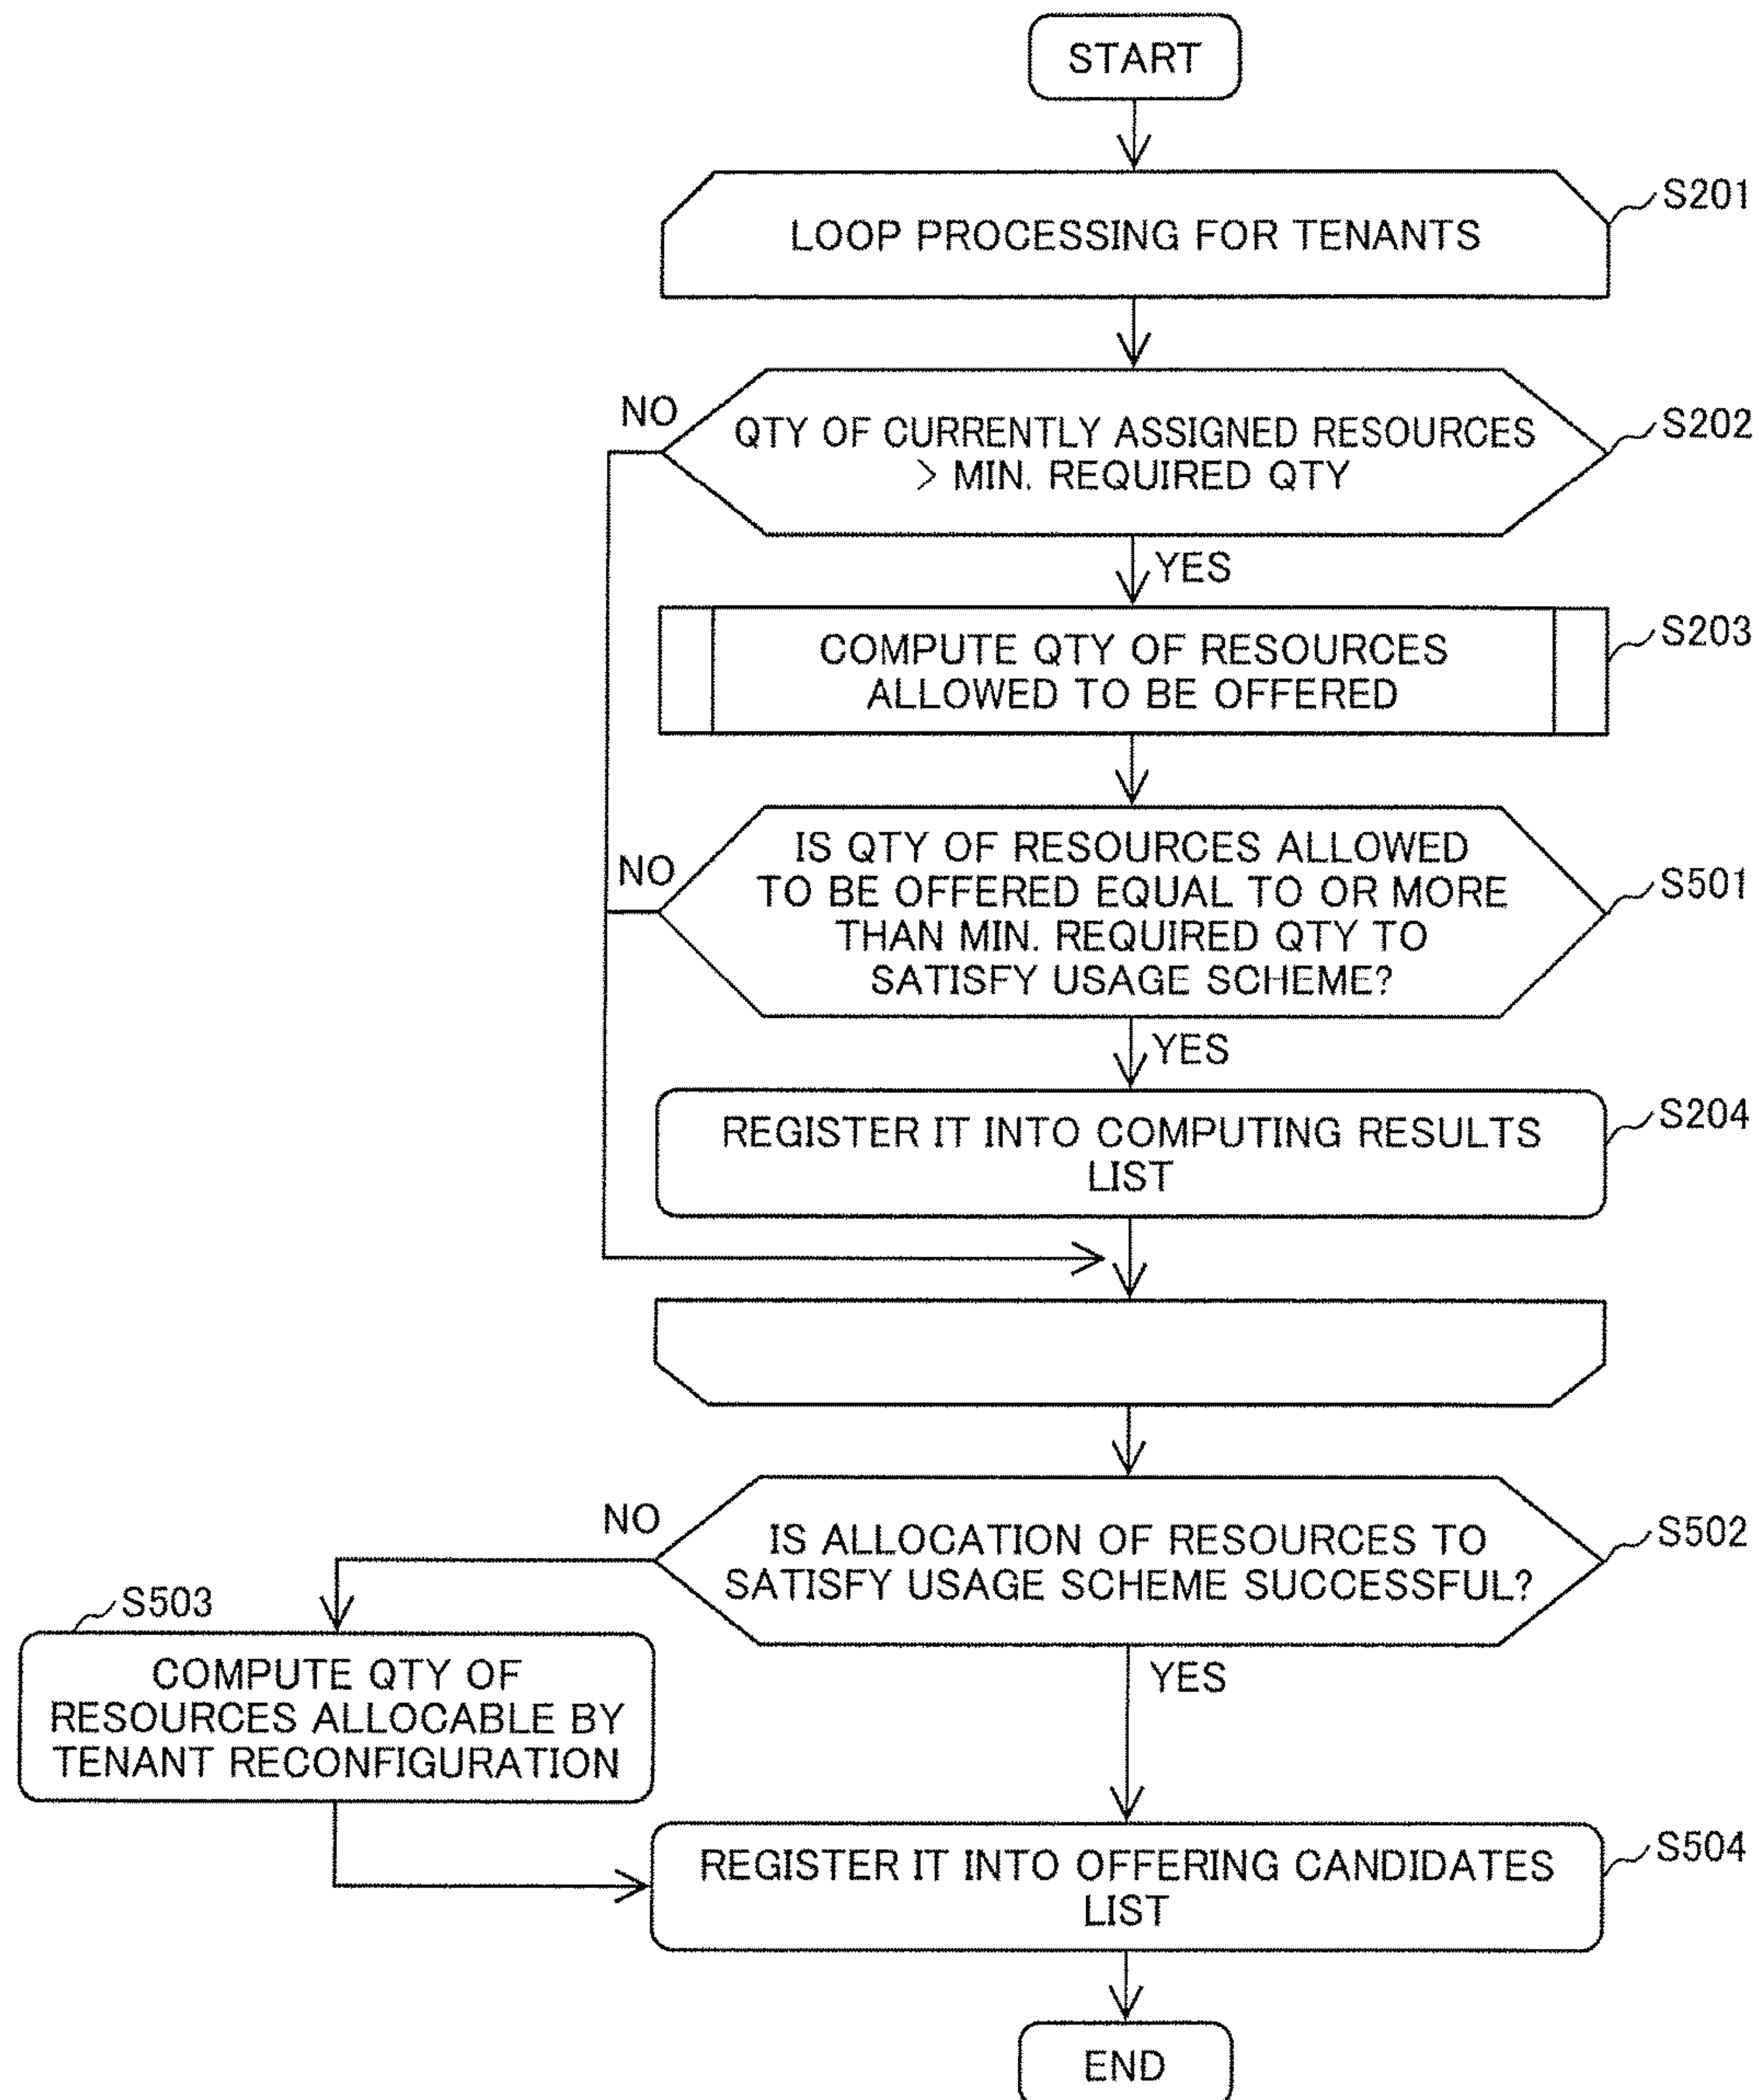 START
LOOP PROCESSING FOR TENANTS
S201
NO
QTY OF CURRENTLY ASSIGNED RESOURCES
> MIN. REQUIRED QTY
S202
YES
COMPUTE QTY OF RESOURCES
ALLOWED TO BE OFFERED
S203
NO
IS QTY OF RESOURCES ALLOWED
TO BE OFFERED EQUAL TO OR MORE
THAN MIN. REQUIRED QTY TO
SATISFY USAGE SCHEME?
S501
YES
REGISTER IT INTO COMPUTING RESULTS
LIST
S204
NO
IS ALLOCATION OF RESOURCES TO
SATISFY USAGE SCHEME SUCCESSFUL?
S502
S503
COMPUTE QTY OF
RESOURCES ALLOCABLE BY
TENANT RECONFIGURATION
YES
REGISTER IT INTO OFFERING CANDIDATES
LIST
S504
END